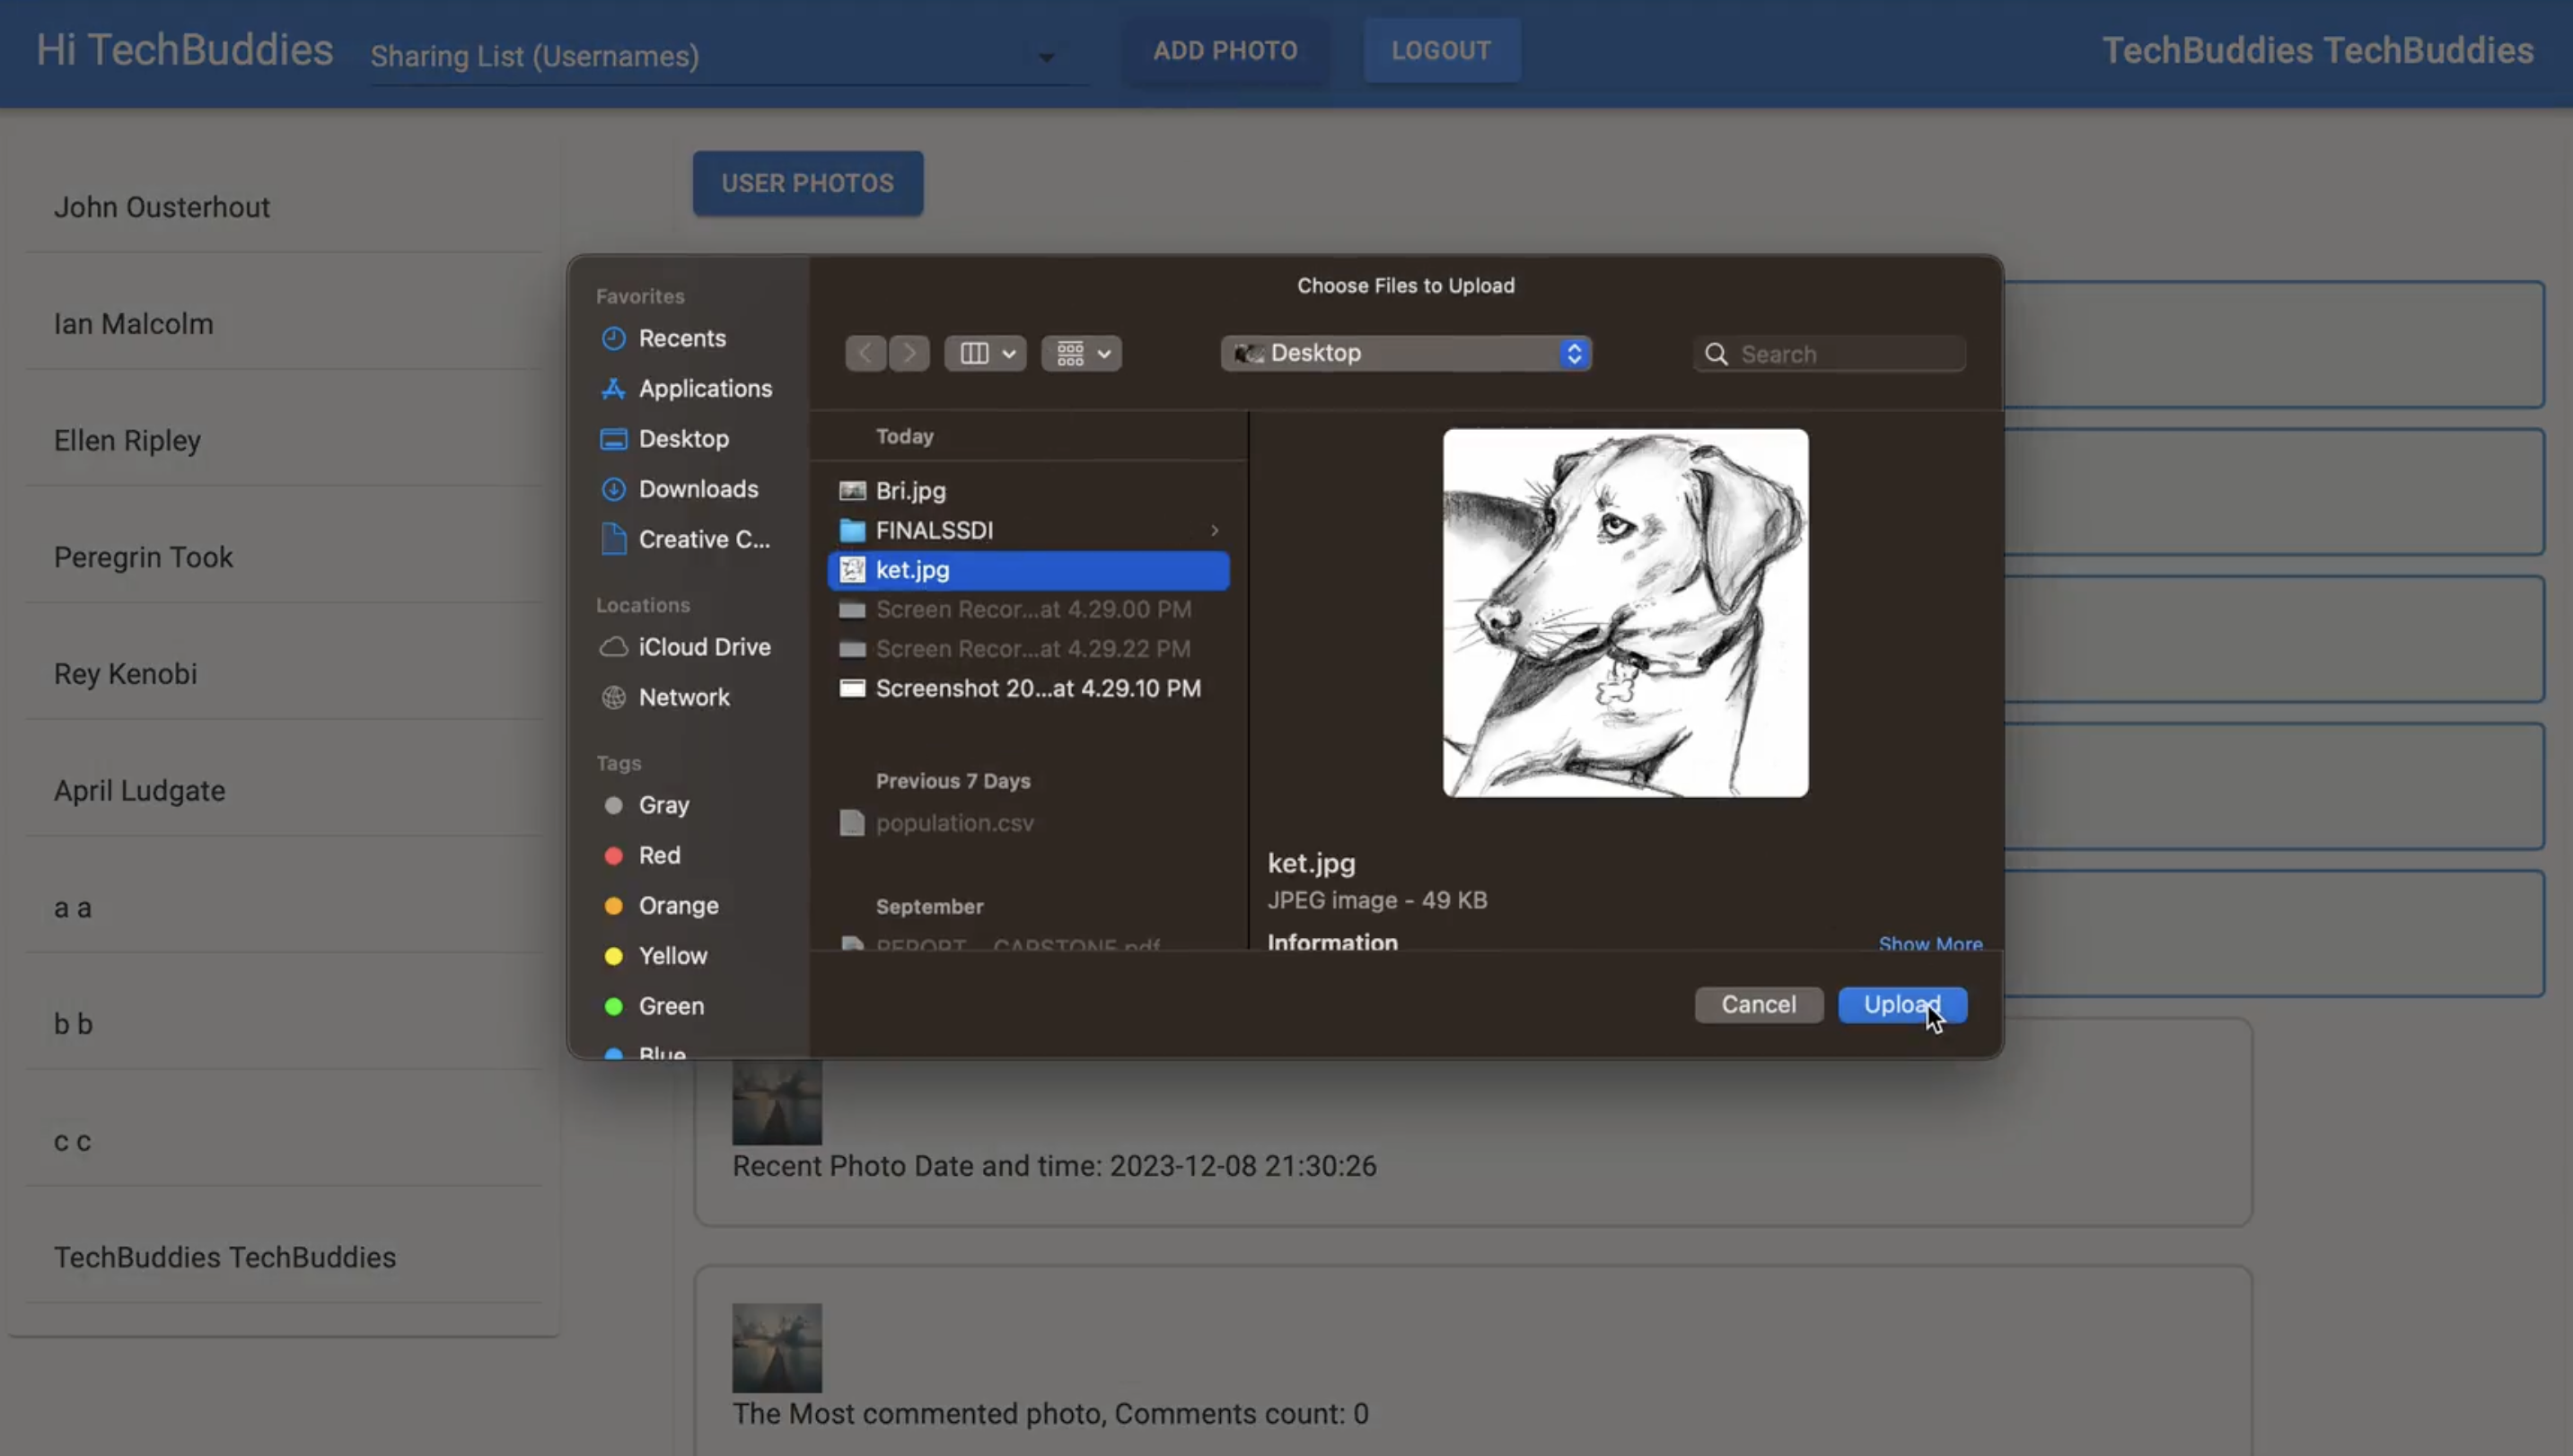 Hi TechBuddies
Sharing List (Usernames)
ADD PHOTO
LOGOUT
TechBuddies TechBuddies
John Ousterhout
Ian Malcolm
Ellen Ripley
Peregrin Took
Rey Kenobi
April Ludgate
a a
b b
c c
TechBuddies TechBuddies
USER PHOTOS
Choose Files to Upload
Favorites
Recents
Applications
Desktop
Downloads
Creative C...
Locations
iCloud Drive
Network
Tags
Gray
Red
Orange
Yellow
Green
Blue
Desktop
Search
Today
Bri.jpg
FINALSSDI
ket.jpg
Screen Recor...at 4.29.00 PM
Screen Recor...at 4.29.22 PM
Screenshot 20...at 4.29.10 PM
Previous 7 Days
population.csv
September
REPORT... CAPSTONE.pdf
ket.jpg
JPEG image - 49 KB
Information
Show More
Cancel
Upload
Recent Photo Date and time: 2023-12-08 21:30:26
The Most commented photo, Comments count: 0